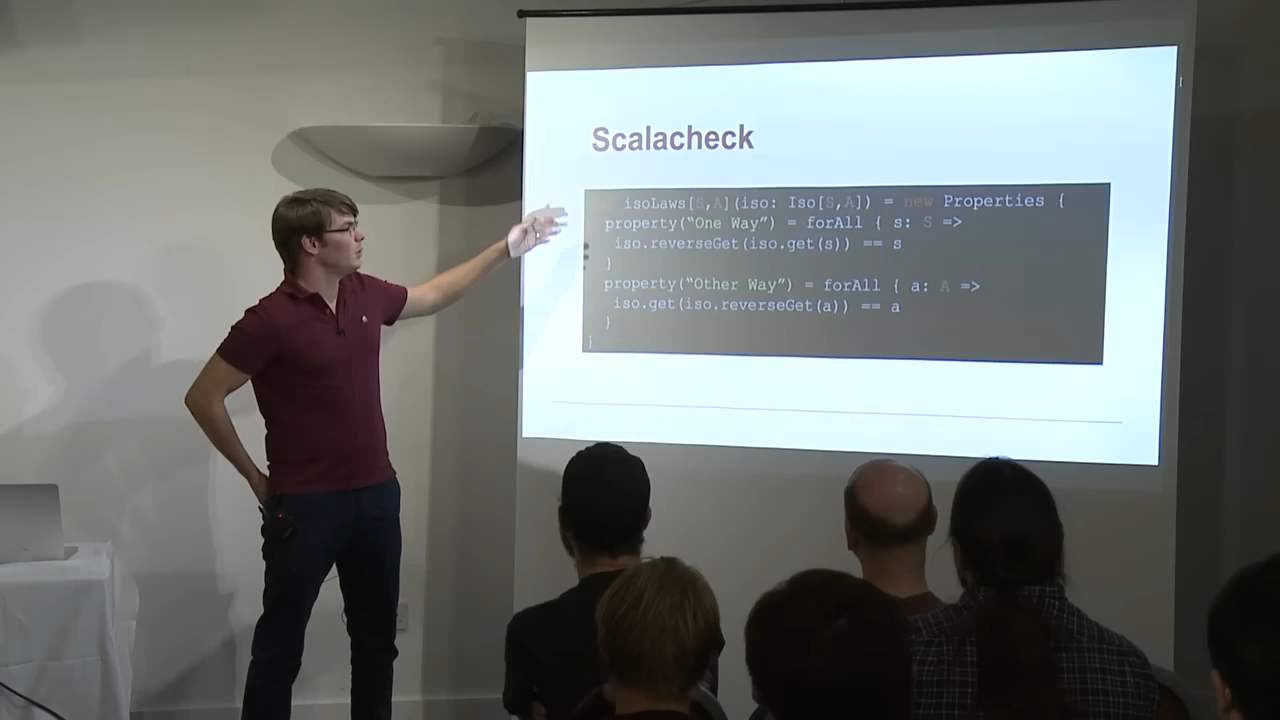 Scalacheck
isoLaws[S,A](iso: Iso[S,A]) = new Properties {
property(“One Way”) = forAll { s: S =>
iso.reverseGet(iso.get(s)) == s
}
property(“Other Way”) = forAll { a: A =>
iso.get(iso.reverseGet(a)) == a
}
}